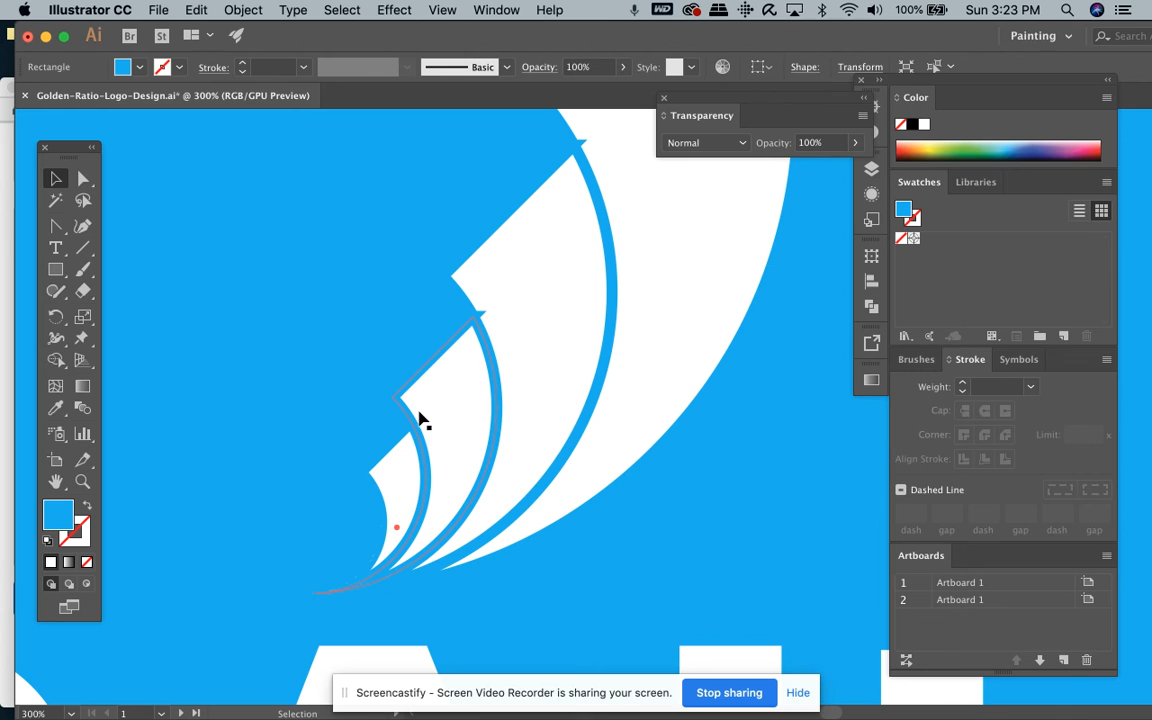 Illustrator CC File Edit Object Type Select Effect View Window Help
100% Sun 3:23 PM
Ai Br St Painting Search
Rectangle Stroke: Basic Opacity: 100% Style: Shape: Transform
Golden-Ratio-Logo-Design.ai* @ 300% (RGB/GPU Preview)
Transparency
Normal Opacity: 100%
Color
Swatches Libraries
Brushes Stroke Symbols
Weight:
Cap:
Corner: Limit:
Align Stroke:
Dashed Line
dash gap dash gap dash gap
Artboards
1 Artboard 1
2 Artboard 1
Screencastify - Screen Video Recorder is sharing your screen. Stop sharing Hide
300% 1 Selection